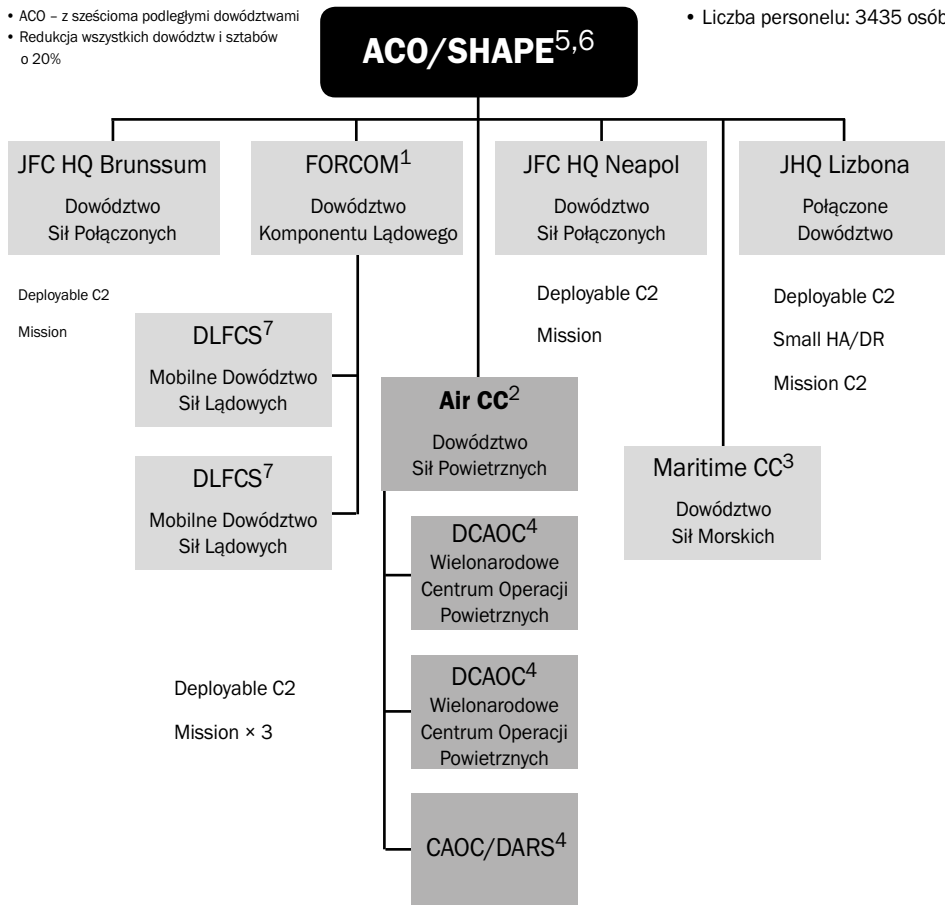 • ACO – z sześcioma podległymi dowództwami
• Redukcja wszystkich dowództw i sztabów
o 20%
ACO/SHAPE5,6
• Liczba personelu: 3435 osób
JFC HQ Brunssum
Dowództwo
Sił Połączonych
FORCOM1
Dowództwo
Komponentu Lądowego
JFC HQ Neapol
Dowództwo
Sił Połączonych
JHQ Lizbona
Połączone
Dowództwo
Deployable C2
Mission
DLFCS7
Mobilne Dowództwo
Sił Lądowych
DLFCS7
Mobilne Dowództwo
Sił Lądowych
Deployable C2
Mission
Deployable C2
Small HA/DR
Mission C2
Air CC2
Dowództwo
Sił Powietrznych
Maritime CC3
Dowództwo
Sił Morskich
DCAOC4
Wielonarodowe
Centrum Operacji
Powietrznych
Deployable C2
Mission × 3
DCAOC4
Wielonarodowe
Centrum Operacji
Powietrznych
CAOC/DARS4